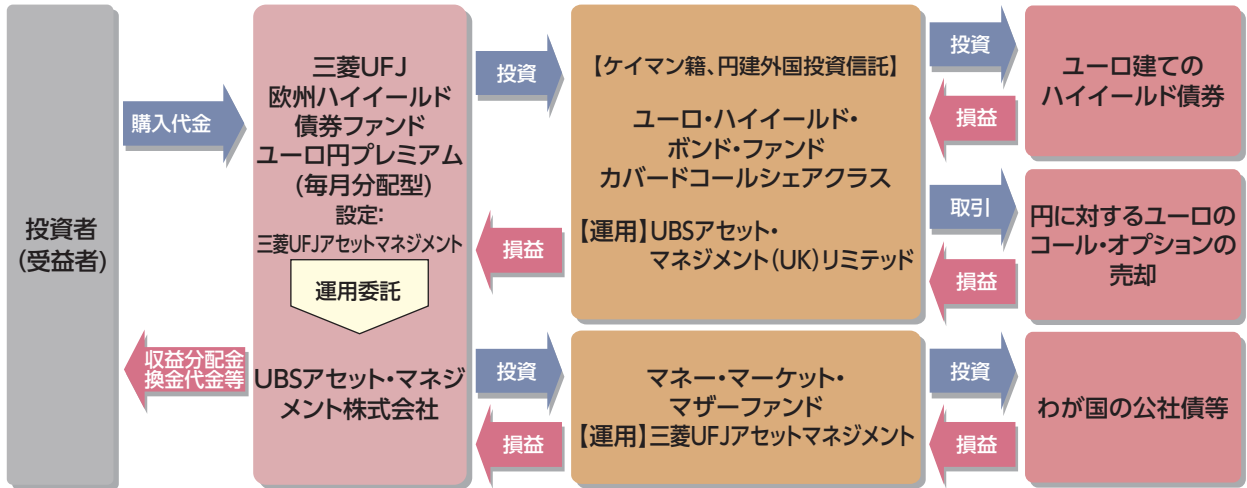 投資者
(受益者)
購入代金
収益分配金
換金代金等
三菱UFJ
欧州ハイイールド
債券ファンド
ユーロ円プレミアム
(毎月分配型)
設定:
三菱UFJアセットマネジメント
運用委託
UBSアセット・マネジ
メント株式会社
投資
損益
投資
損益
【ケイマン籍、円建外国投資信託】
ユーロ・ハイイールド・
ボンド・ファンド
カバードコールシェアクラス
【運用】UBSアセット・
マネジメント(UK)リミテッド
マネー・マーケット・
マザーファンド
【運用】三菱UFJアセットマネジメント
投資
損益
取引
損益
投資
損益
ユーロ建ての
ハイイールド債券
円に対するユーロの
コール・オプションの
売却
わが国の公社債等